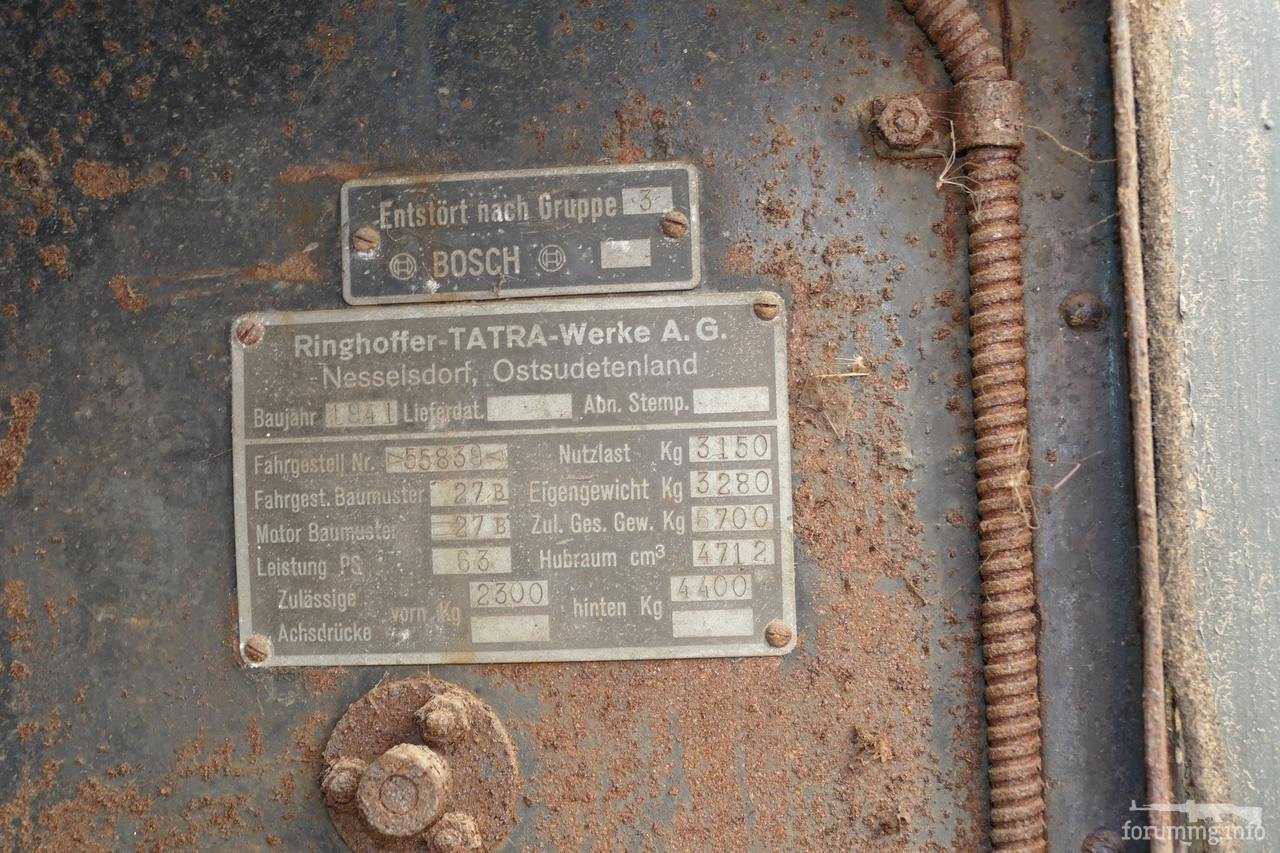 Entstört nach Gruppe 3
BOSCH
Ringhoffer-TATRA-Werke A.G.
Nesselsdorf, Ostsudetenland
Baujahr 1941 Lieferdat. Abn. Stemp.
Fahrgestell Nr. >55839< Nutzlast Kg 3150
Fahrgest. Baumuster 27B Eigengewicht Kg 3280
Motor Baumuster 27B Zul. Ges. Gew. Kg 6700
Leistung PS 63 Hubraum cm³ 4712
Zulässige Achsdrücke vorn Kg 2300 hinten Kg 4400
forummg.info